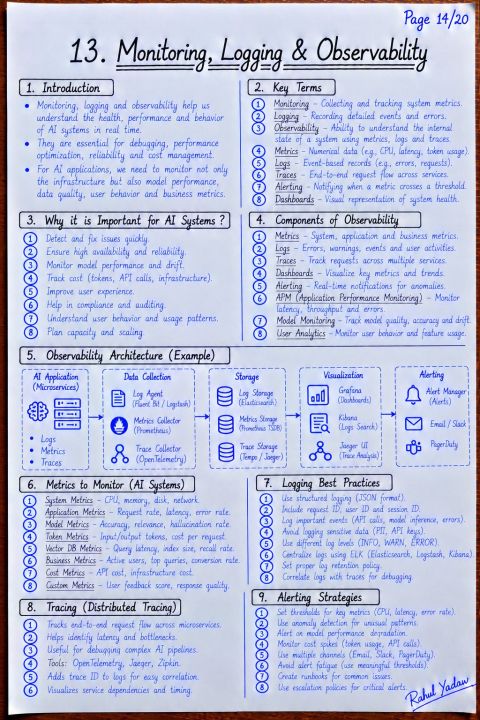 Page 14/20
13. Monitoring, Logging & Observability
1. Introduction
• Monitoring, logging and observability help us
understand the health, performance and behavior
of AI systems in real time.
• They are essential for debugging, performance
optimization, reliability and cost management.
• For AI applications, we need to monitor not only
the infrastructure but also model performance,
data quality, user behavior and business metrics.
2. Key Terms
1 Monitoring – Collecting and tracking system metrics.
2 Logging – Recording detailed events and errors.
3 Observability – Ability to understand the internal
state of a system using metrics, logs and traces.
4 Metrics – Numerical data (e.g., CPU, latency, token usage).
5 Logs – Event-based records (e.g., errors, requests).
6 Traces – End-to-end request flow across services.
7 Alerting – Notifying when a metric crosses a threshold.
8 Dashboards – Visual representation of system health.
3. Why it is Important for AI Systems?
1 Detect and fix issues quickly.
2 Ensure high availability and reliability.
3 Monitor model performance and drift.
4 Track cost (tokens, API calls, infrastructure).
5 Improve user experience.
6 Help in compliance and auditing.
7 Understand user behavior and usage patterns.
8 Plan capacity and scaling.
4. Components of Observability
1 Metrics – System, application and business metrics.
2 Logs – Errors, warnings, events and user activities.
3 Traces – Track requests across multiple services.
4 Dashboards – Visualize key metrics and trends.
5 Alerting – Real-time notifications for anomalies.
6 APM (Application Performance Monitoring) – Monitor
latency, throughput and errors.
7 Model Monitoring – Track model quality, accuracy and drift.
8 User Analytics – Monitor user behavior and feature usage.
5. Observability Architecture (Example)
AI Application
(Microservices)
• Logs
• Metrics
• Traces
Data Collection
Log Agent
(Fluent Bit / Logstash)
Metrics Collector
(Prometheus)
Trace Collector
(OpenTelemetry)
Storage
Log Storage
(Elasticsearch)
Metrics Storage
(Prometheus TSDB)
Trace Storage
(Tempo / Jaeger)
Visualization
Grafana
(Dashboards)
Kibana
(Logs Search)
Jaeger UI
(Trace Analysis)
Alerting
Alert Manager
(Alerts)
Email / Slack
PagerDuty
6. Metrics to Monitor (AI Systems)
1 System Metrics – CPU, memory, disk, network.
2 Application Metrics – Request rate, latency, error rate.
3 Model Metrics – Accuracy, relevance, hallucination rate.
4 Token Metrics – Input/output tokens, cost per request.
5 Vector DB Metrics – Query latency, index size, recall rate.
6 Business Metrics – Active users, top queries, conversion rate.
7 Cost Metrics – API cost, infrastructure cost.
8 Custom Metrics – User feedback score, response quality.
7. Logging Best Practices
1 Use structured logging (JSON format).
2 Include request ID, user ID and session ID.
3 Log important events (API calls, model inference, errors).
4 Avoid logging sensitive data (PII, API keys).
5 Use different log levels (INFO, WARN, ERROR).
6 Centralize logs using ELK (Elasticsearch, Logstash, Kibana).
7 Set proper log retention policy.
8 Correlate logs with traces for debugging.
8. Tracing (Distributed Tracing)
1 Tracks end-to-end request flow across microservices.
2 Helps identify latency and bottlenecks.
3 Useful for debugging complex AI pipelines.
4 Tools: OpenTelemetry, Jaeger, Zipkin.
5 Adds trace ID to logs for easy correlation.
6 Visualizes service dependencies and timing.
9. Alerting Strategies
1 Set thresholds for key metrics (CPU, latency, error rate).
2 Use anomaly detection for unusual patterns.
3 Alert on model performance degradation.
4 Monitor cost spikes (token usage, API calls).
5 Use multiple channels (Email, Slack, PagerDuty).
6 Avoid alert fatigue (use meaningful thresholds).
7 Create runbooks for common issues.
8 Use escalation policies for critical alerts.
Rahul Yadav